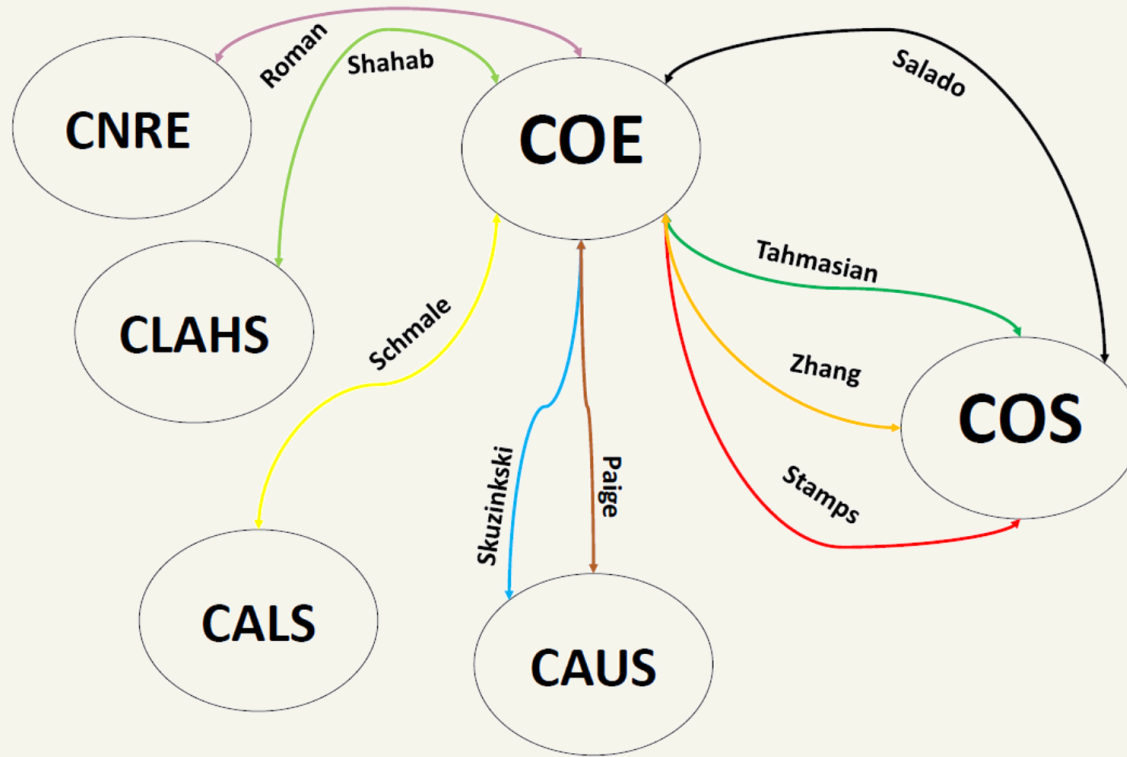 Roman
Shahab
Salado
CNRE
COE
Tahmasian
CLAHS
Schmale
Zhang
COS
Skuzinkski
Paige
Stamps
CALS
CAUS